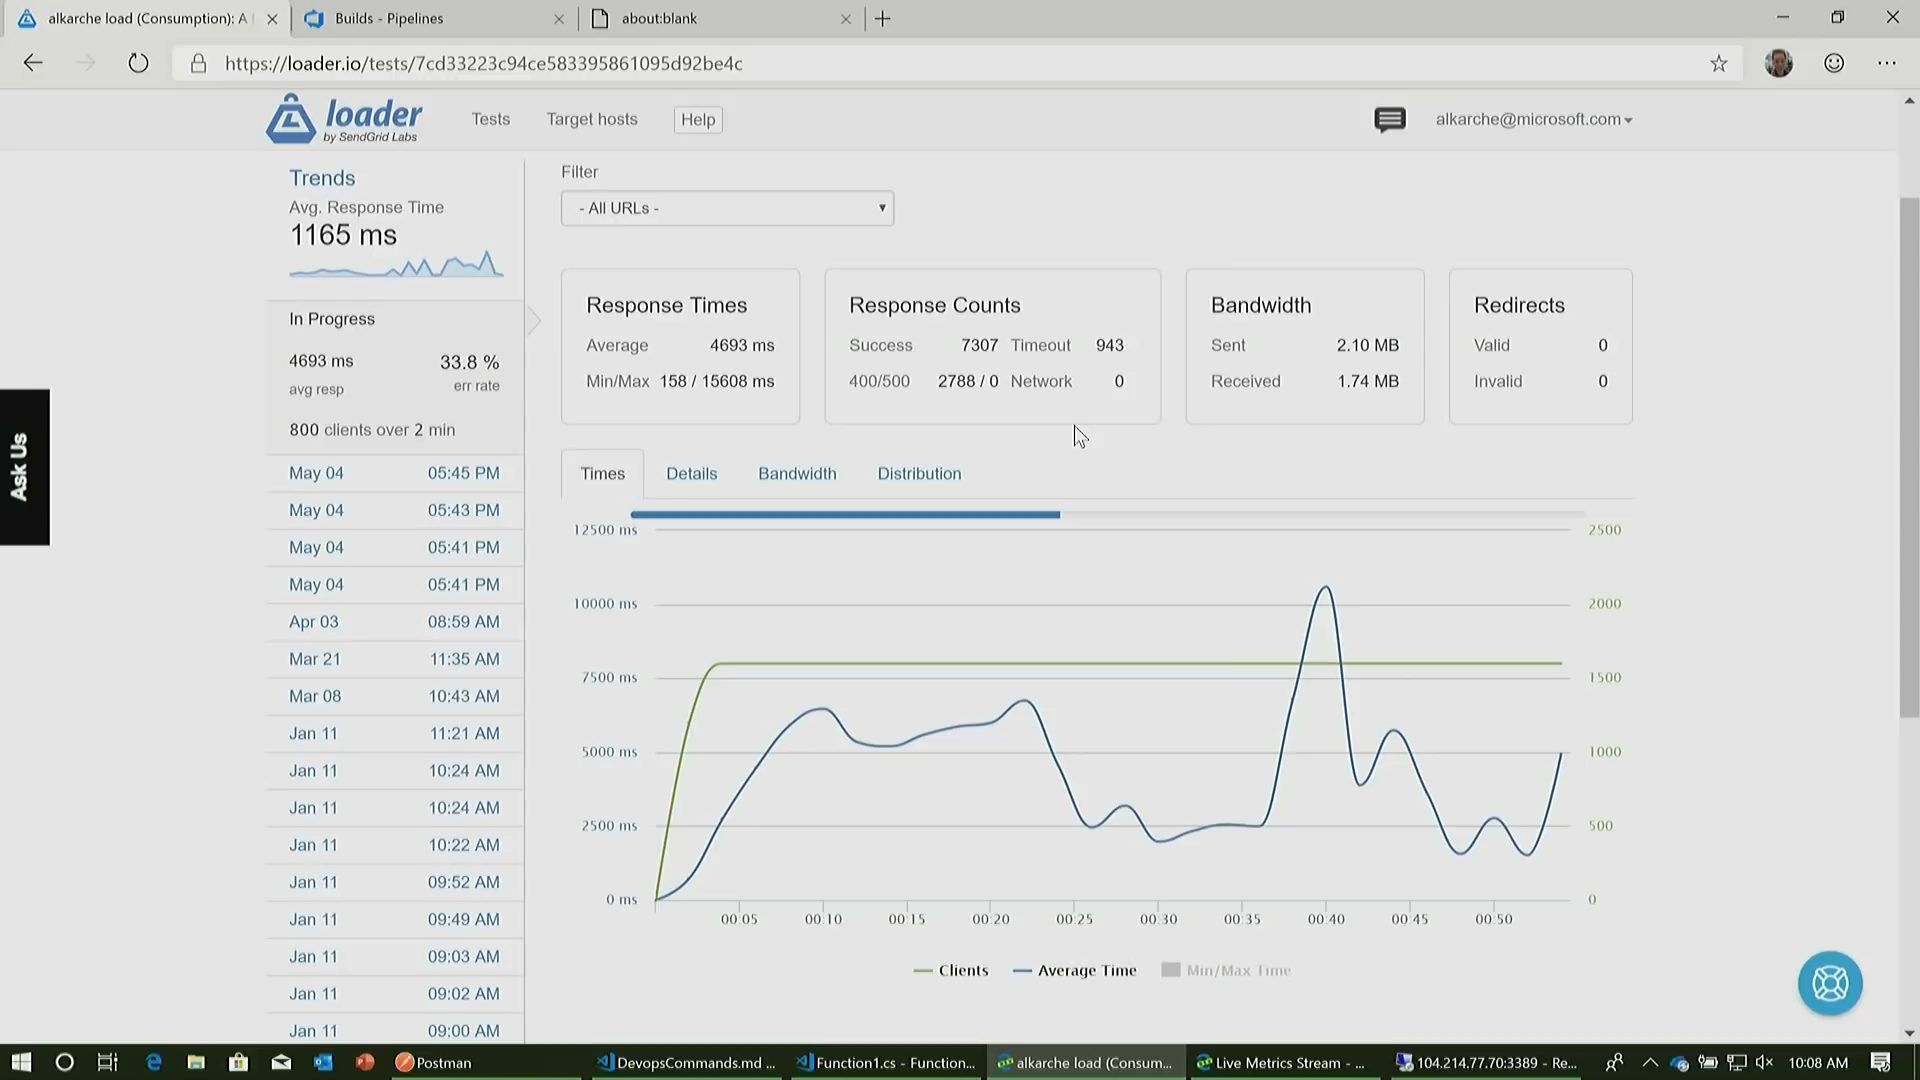 alkarche load (Consumption): A
Builds - Pipelines
about:blank
https://loader.io/tests/7cd33223c94ce583395861095d92be4c
loader
by SendGrid Labs
Tests
Target hosts
Help
alkarche@microsoft.com
Trends
Avg. Response Time
1165 ms
In Progress
4693 ms 33.8 %
avg resp err rate
800 clients over 2 min
May 04 05:45 PM
May 04 05:43 PM
May 04 05:41 PM
May 04 05:41 PM
Apr 03 08:59 AM
Mar 21 11:35 AM
Mar 08 10:43 AM
Jan 11 11:21 AM
Jan 11 10:24 AM
Jan 11 10:24 AM
Jan 11 10:22 AM
Jan 11 09:52 AM
Jan 11 09:49 AM
Jan 11 09:03 AM
Jan 11 09:02 AM
Jan 11 09:00 AM
Ask Us
Filter
- All URLs -
Response Times
Average 4693 ms
Min/Max 158 / 15608 ms
Response Counts
Success 7307 Timeout 943
400/500 2788 / 0 Network 0
Bandwidth
Sent 2.10 MB
Received 1.74 MB
Redirects
Valid 0
Invalid 0
Times
Details
Bandwidth
Distribution
12500 ms 2500
10000 ms 2000
7500 ms 1500
5000 ms 1000
2500 ms 500
0 ms 0
00:05 00:10 00:15 00:20 00:25 00:30 00:35 00:40 00:45 00:50
Clients Average Time Min/Max Time
Postman
DevopsCommands.md ...
Function1.cs - Function...
alkarche load (Consum...
Live Metrics Stream - ...
104.214.77.70:3389 - Re...
10:08 AM